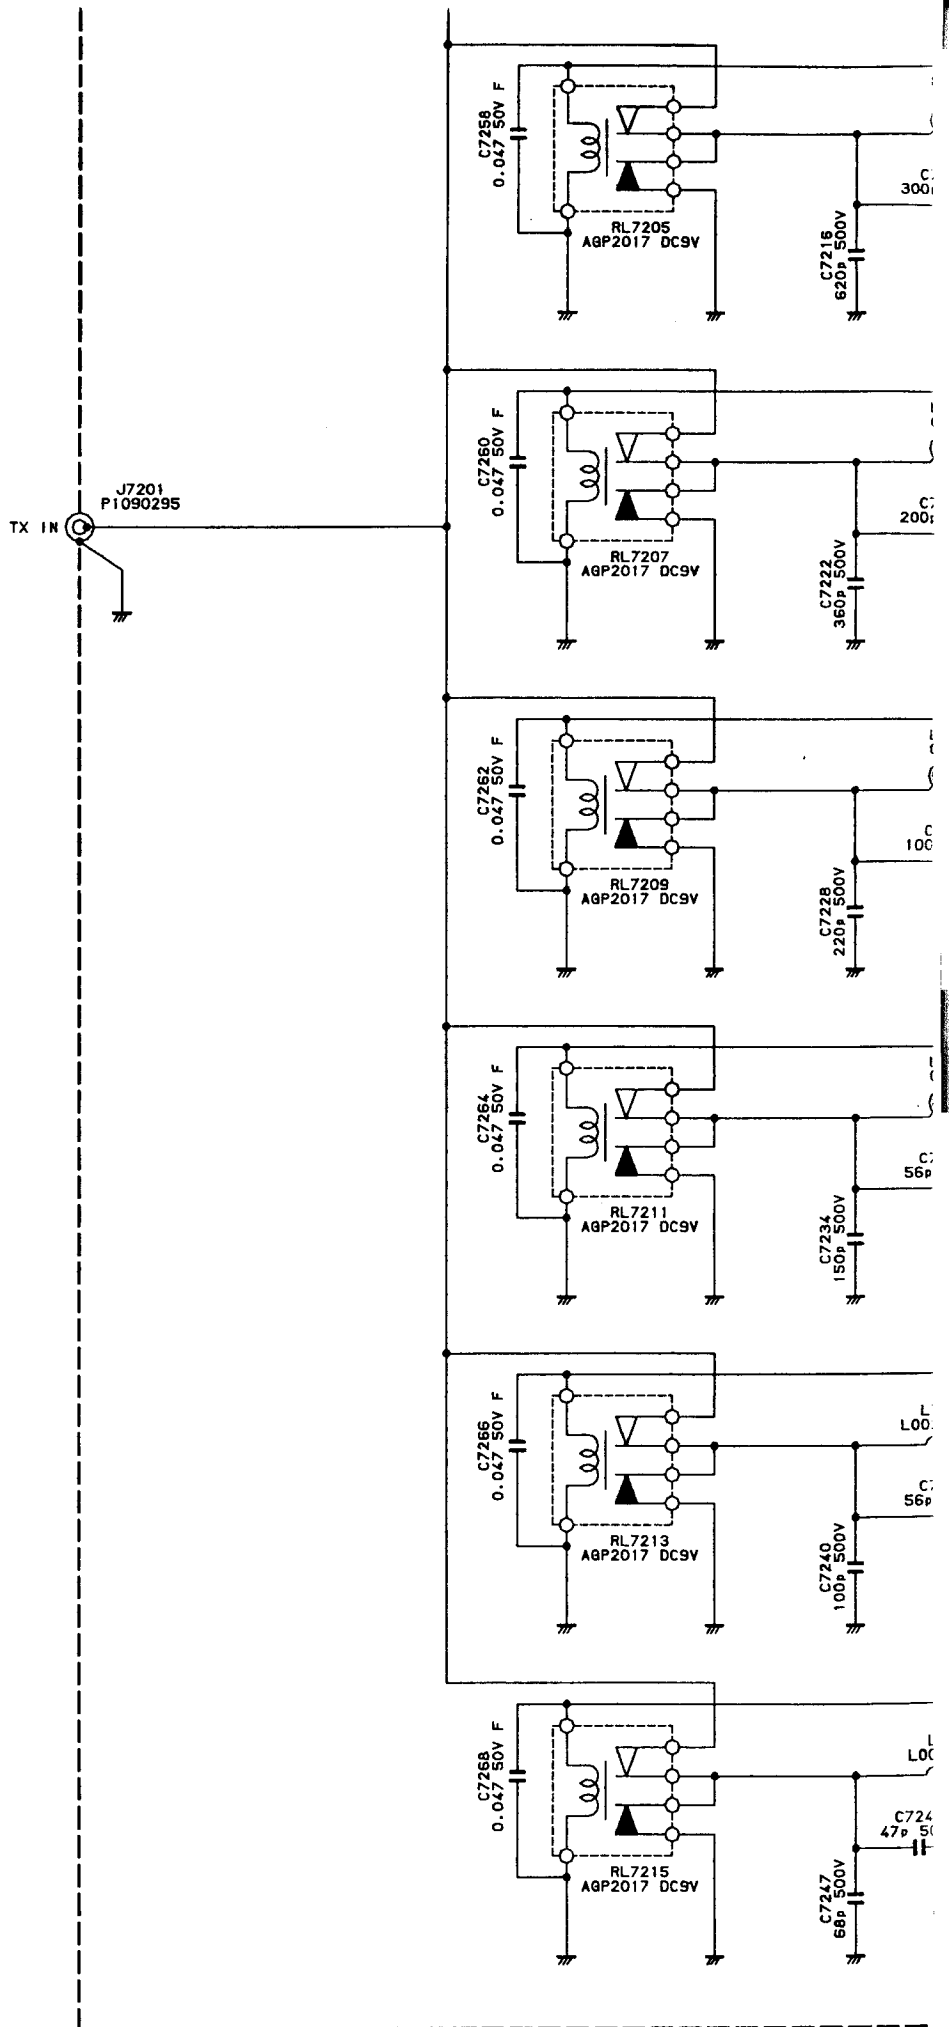 C7258
0.047 50V F
RL7205
AGP2017 DC9V
C7216
620p 500V
C7260
0.047 50V F
J7201
P1090295
TX IN
RL7207
AGP2017 DC9V
C7222
360p 500V
C7262
0.047 50V F
RL7209
AGP2017 DC9V
C7228
220p 500V
C7264
0.047 50V F
56p
RL7211
AGP2017 DC9V
C7234
150p 500V
C7266
0.047 50V F
56p
RL7213
AGP2017 DC9V
C7240
100p 500V
C7268
0.047 50V F
C724
47p 50
RL7215
AGP2017 DC9V
C7247
68p 500V